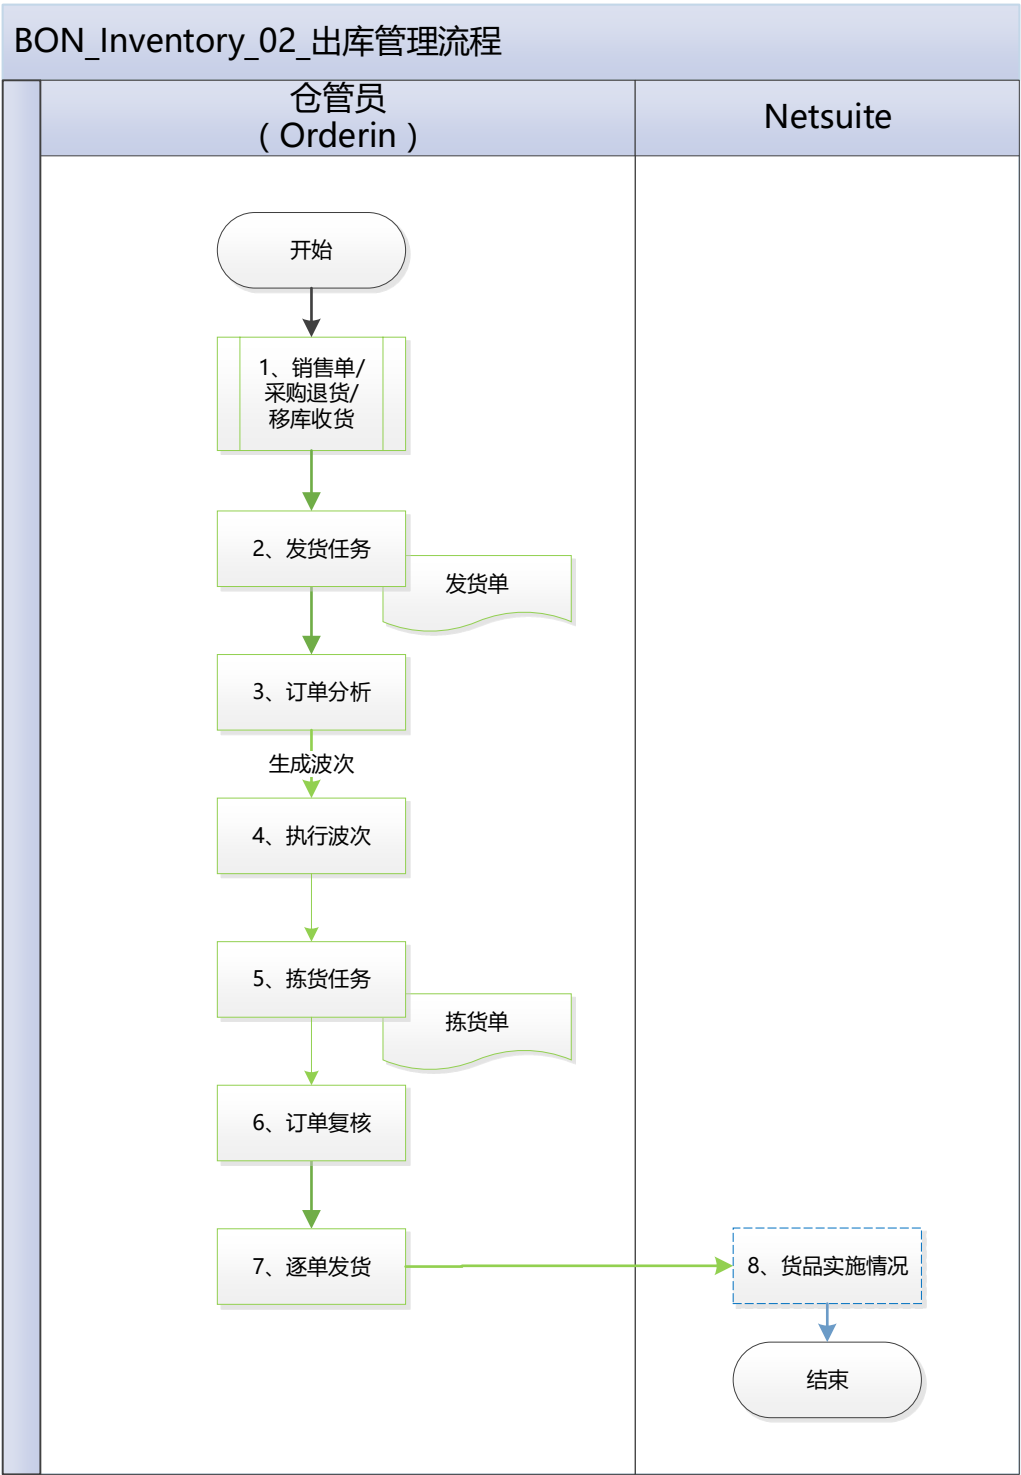 BON_Inventory_02_出库管理流程
仓管员
（Orderin）
Netsuite
开始
1、销售单/
采购退货/
移库收货
2、发货任务
发货单
3、订单分析
生成波次
4、执行波次
5、拣货任务
拣货单
6、订单复核
7、逐单发货
8、货品实施情况
结束